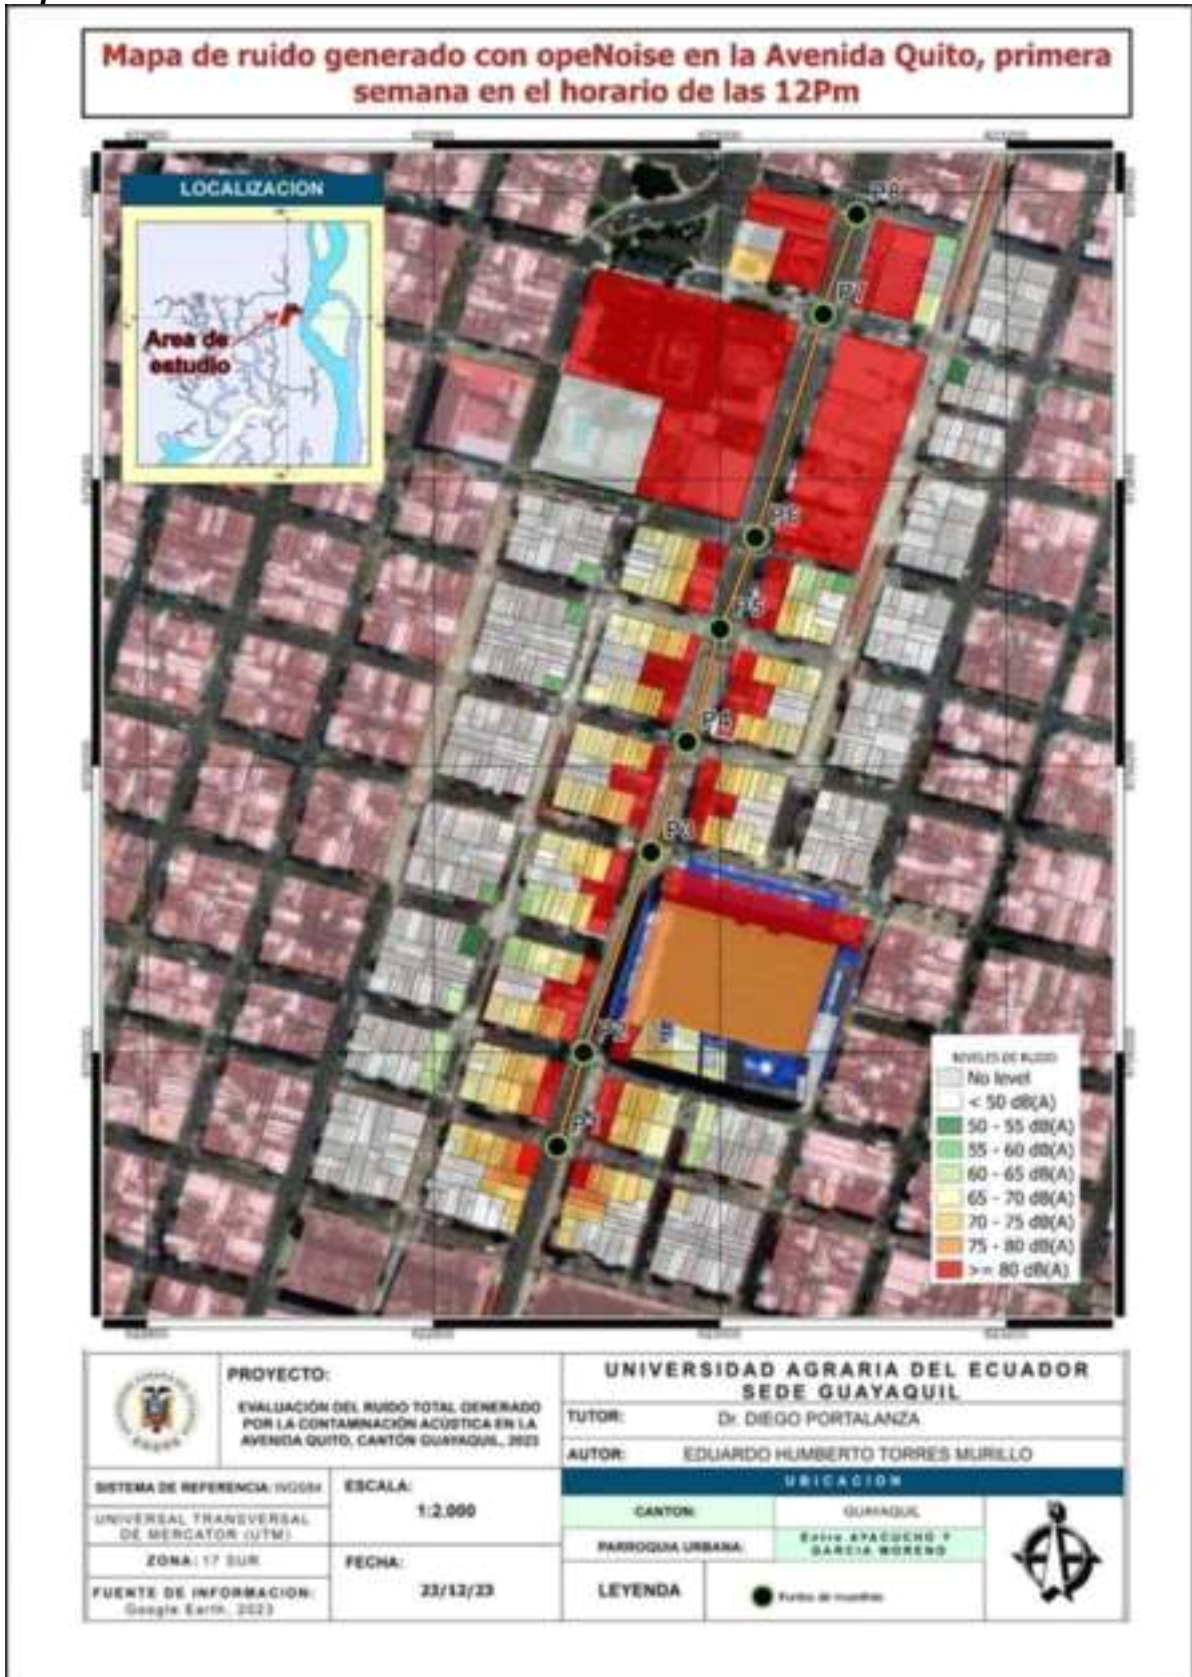 Mapa de ruido generado con opeNoise en la Avenida Quito, primera
semana en el horario de las 12Pm
LOCALIZACION
Area de
estudio
P8
P7
P6
P5
P4
P3
P2
P1
NIVELES DE RUIDO
No level
< 50 dB(A)
50 - 55 dB(A)
55 - 60 dB(A)
60 - 65 dB(A)
65 - 70 dB(A)
70 - 75 dB(A)
75 - 80 dB(A)
>= 80 dB(A)
PROYECTO:
EVALUACIÓN DEL RUIDO TOTAL GENERADO
POR LA CONTAMINACIÓN ACÚSTICA EN LA
AVENIDA QUITO, CANTÓN GUAYAQUIL, 2023
UNIVERSIDAD AGRARIA DEL ECUADOR
SEDE GUAYAQUIL
TUTOR: Dr. DIEGO PORTALANZA
AUTOR: EDUARDO HUMBERTO TORRES MURILLO
SISTEMA DE REFERENCIA: WGS84
UNIVERSAL TRANSVERSAL
DE MERCATOR (UTM)
ZONA: 17 SUR
FUENTE DE INFORMACION:
Google Earth, 2023
ESCALA:
1:2.000
FECHA:
23/12/23
UBICACION
CANTON: GUAYAQUIL
PARROQUIA URBANA: Entre AYACUCHO Y
GARCIA MORENO
LEYENDA
Puntos de muestreo